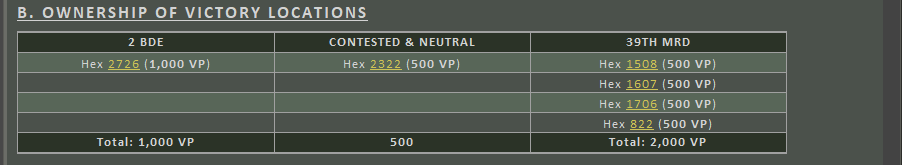 B. OWNERSHIP OF VICTORY LOCATIONS
2 BDE CONTESTED & NEUTRAL 39TH MRD
Hex 2726 (1,000 VP) Hex 2322 (500 VP) Hex 1508 (500 VP)
Hex 1607 (500 VP)
Hex 1706 (500 VP)
Hex 822 (500 VP)
Total: 1,000 VP 500 Total: 2,000 VP